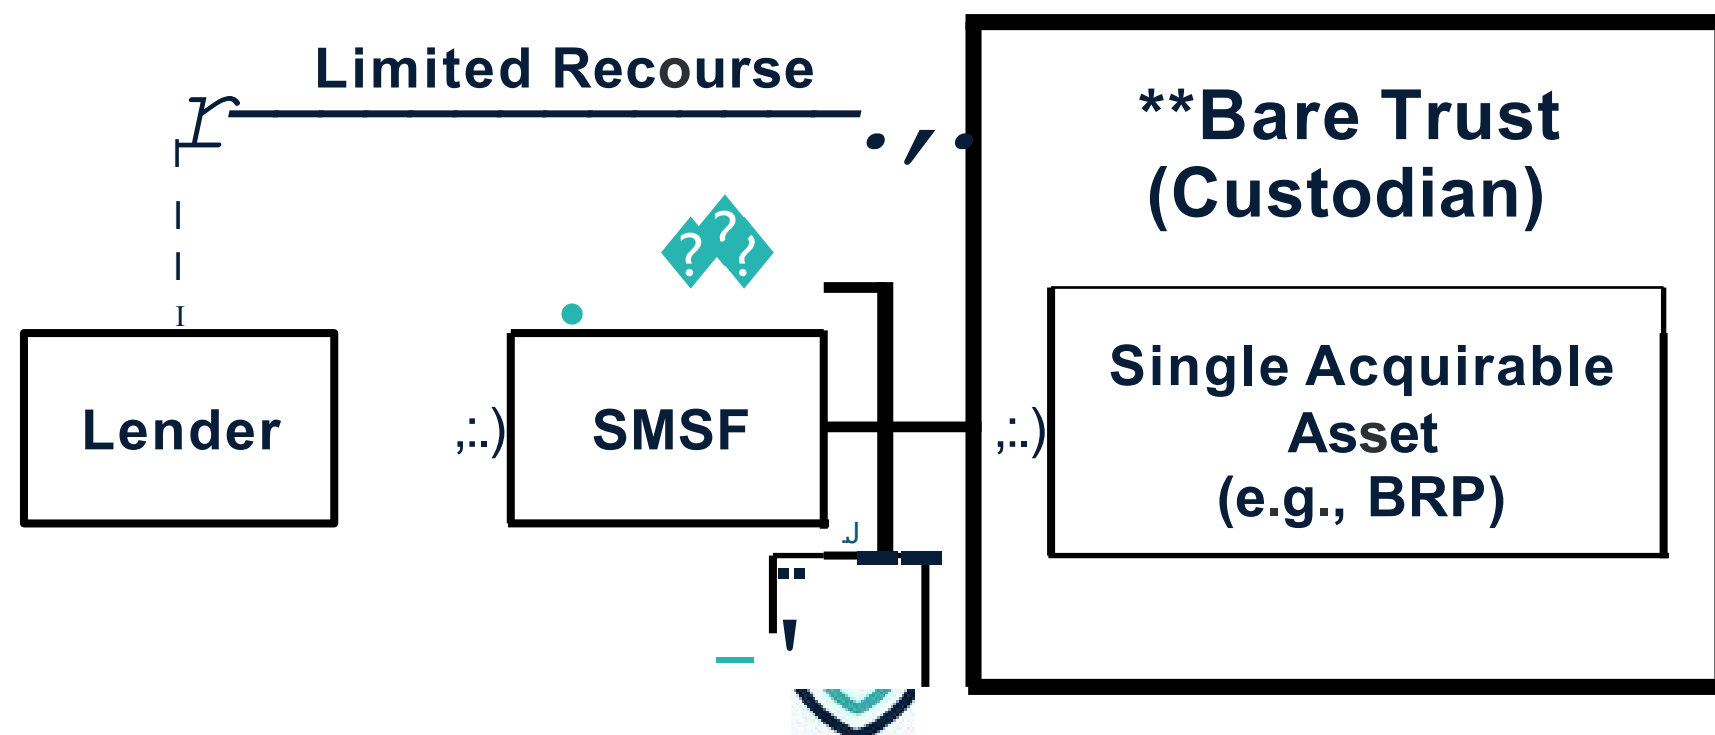 Limited Recourse
**Bare Trust
(Custodian)
Lender
SMSF
Single Acquirable
Asset
(e.g., BRP)